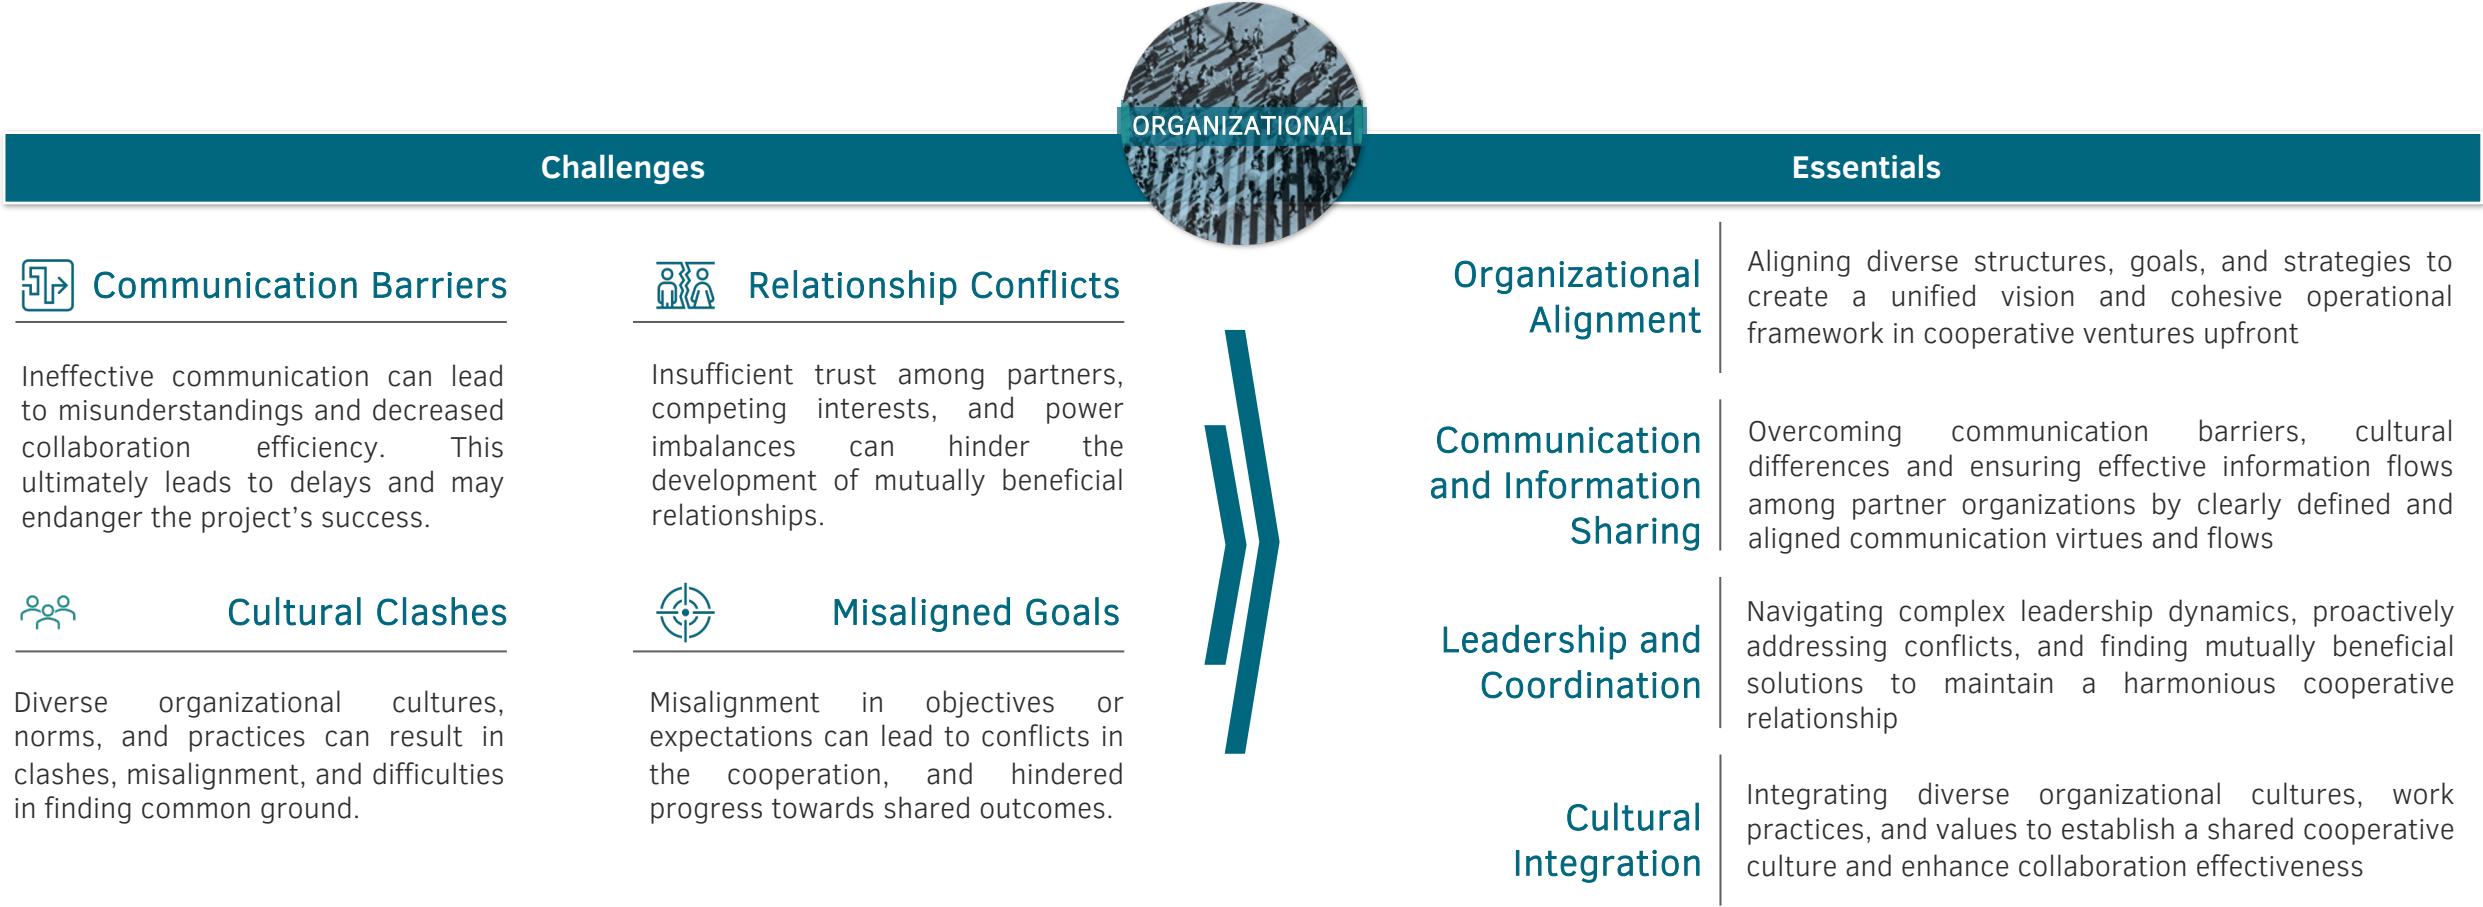 ORGANIZATIONAL
Challenges
Essentials
Communication Barriers
Ineffective communication can lead
to misunderstandings and decreased
collaboration efficiency. This
ultimately leads to delays and may
endanger the project's success.
Relationship Conflicts
Insufficient trust among partners,
competing interests, and power
imbalances can hinder the
development of mutually beneficial
relationships.
Cultural Clashes
Diverse organizational cultures,
norms, and practices can result in
clashes, misalignment, and difficulties
in finding common ground.
Misaligned Goals
Misalignment in objectives or
expectations can lead to conflicts in
the cooperation, and hindered
progress towards shared outcomes.
Organizational
Alignment
Aligning diverse structures, goals, and strategies to
create a unified vision and cohesive operational
framework in cooperative ventures upfront
Communication
and Information
Sharing
Overcoming communication barriers, cultural
differences and ensuring effective information flows
among partner organizations by clearly defined and
aligned communication virtues and flows
Leadership and
Coordination
Navigating complex leadership dynamics, proactively
addressing conflicts, and finding mutually beneficial
solutions to maintain a harmonious cooperative
relationship
Cultural
Integration
Integrating diverse organizational cultures, work
practices, and values to establish a shared cooperative
culture and enhance collaboration effectiveness